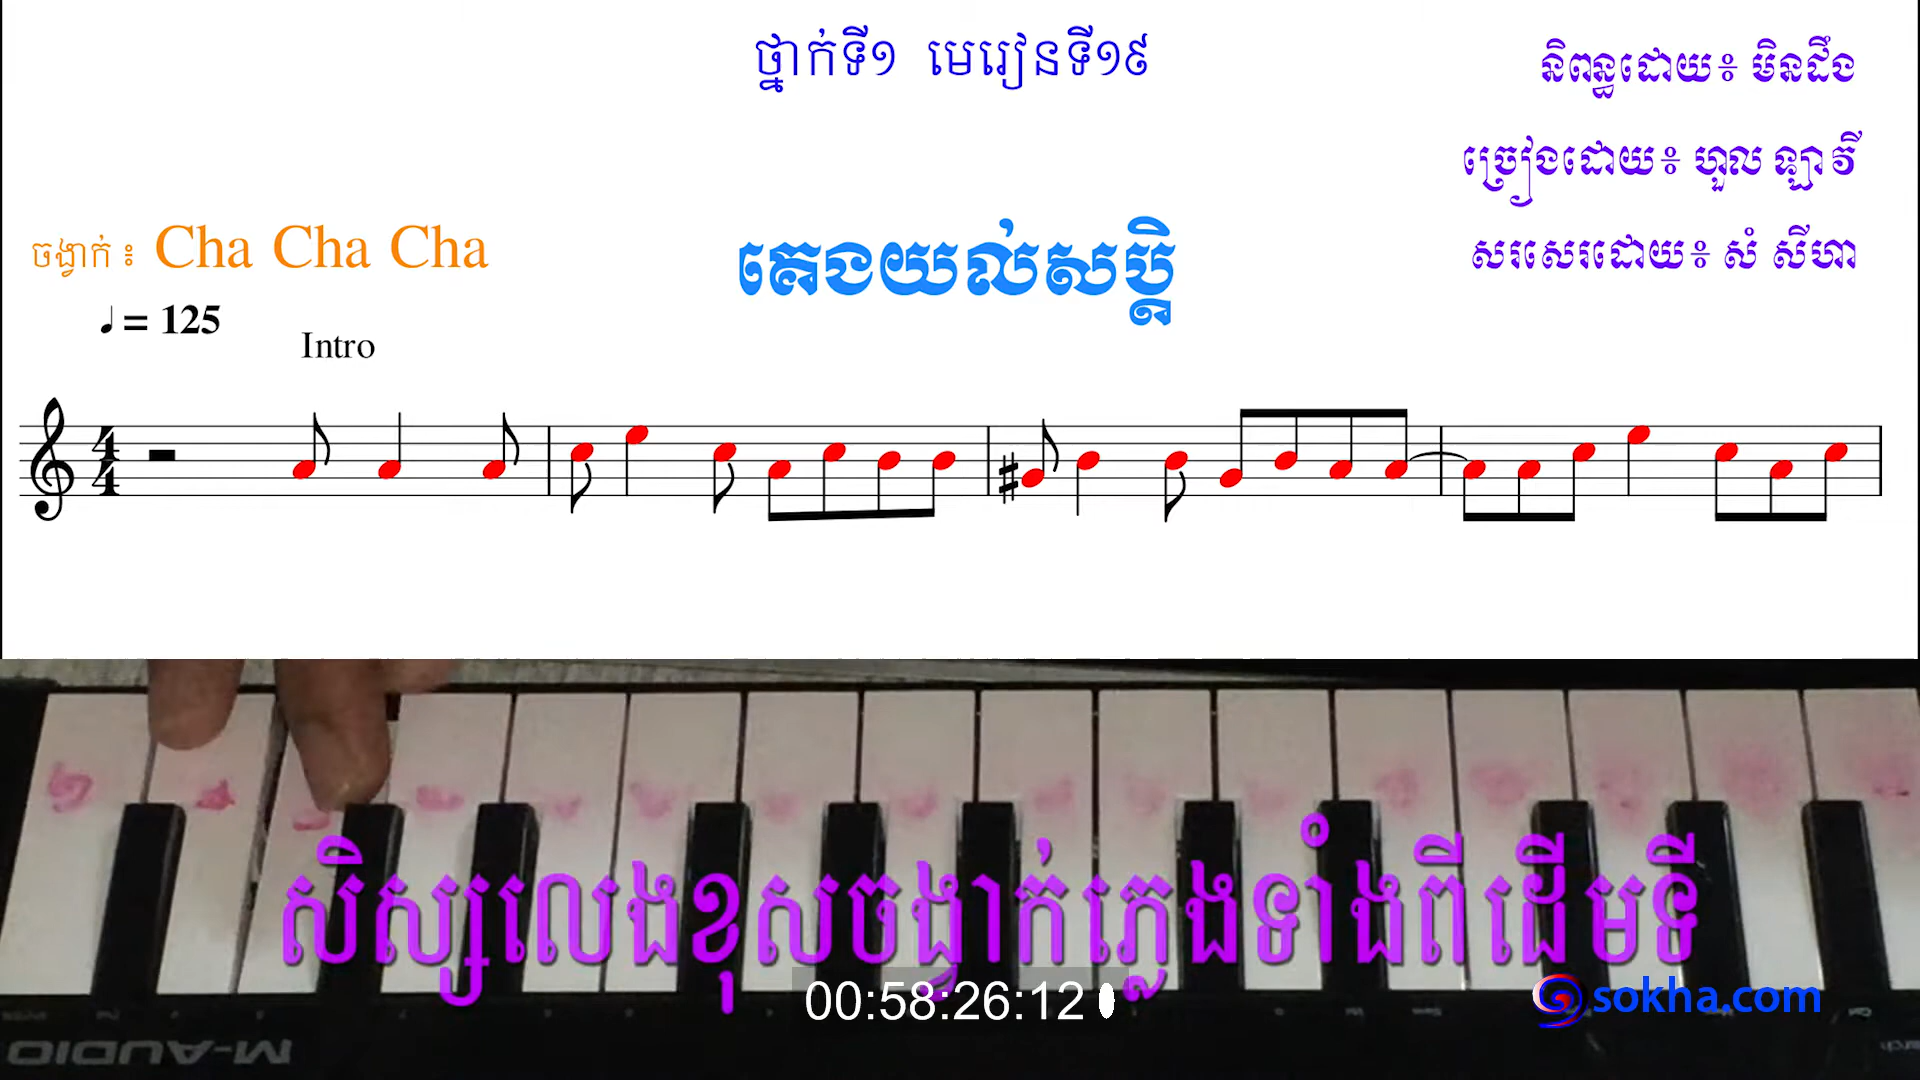 ថ្នាក់ទី១ មេរៀនទី១៩
និពន្ធដោយ៖ មិនដឹង
ច្រៀងដោយ៖ ហួល ឡាវី
សរសេរដោយ៖ សំ សីហា
ចង្វាក់ ៖ Cha Cha Cha
គេងយល់សប្តិ
= 125
Intro
សិស្សលេងខុសចង្វាក់ភ្លេងទាំងពីដើមទី
00:58:26:12
sokha.com
M-AUDIO